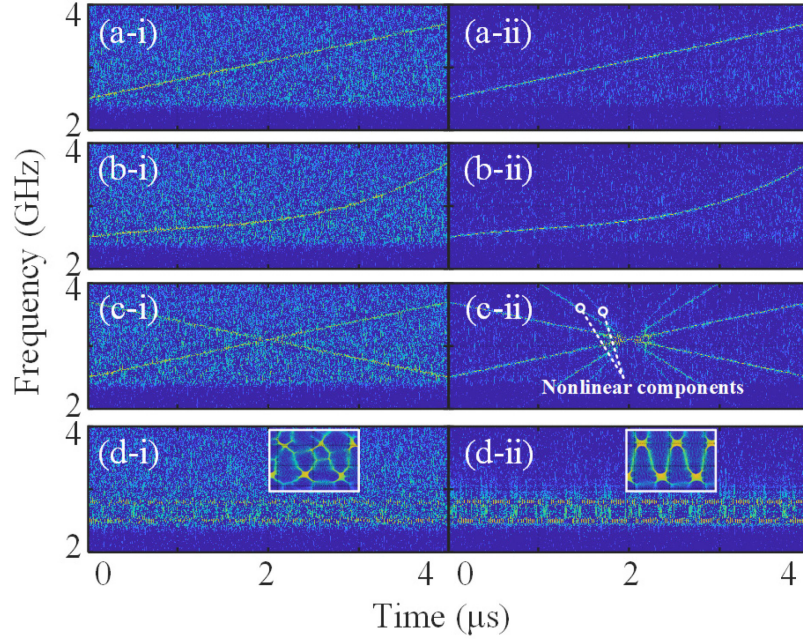 4
(a-i)
(a-ii)
2
4
(b-i)
(b-ii)
2
4
(c-i)
(c-ii)
Nonlinear components
2
4
(d-i)
(d-ii)
2
0
2
4
2
4
Frequency (GHz)
Time (μs)